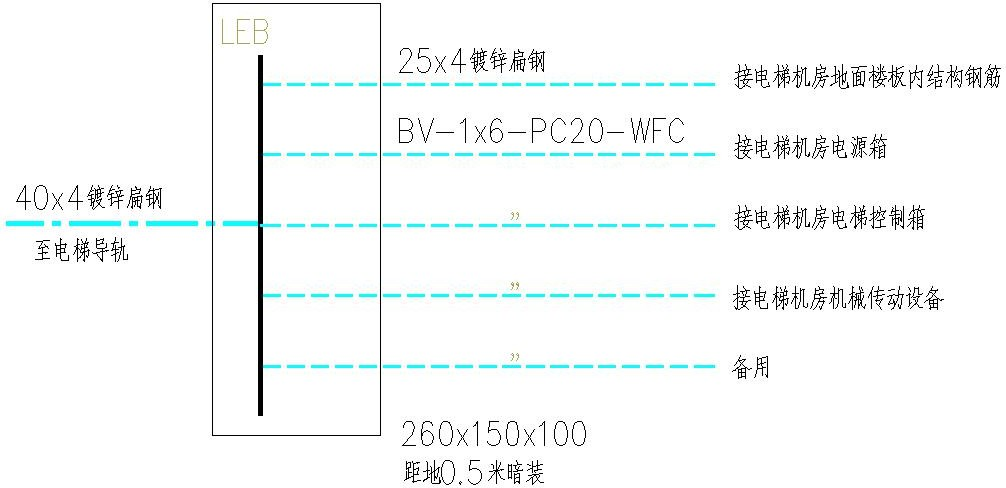 LEB
25x4镀锌扁钢
接电梯机房地面楼板内结构钢筋
BV-1x6-PC20-WFC
接电梯机房电源箱
40x4镀锌扁钢
至电梯导轨
”
接电梯机房电梯控制箱
”
接电梯机房机械传动设备
”
备用
260x150x100
距地0.5米暗装